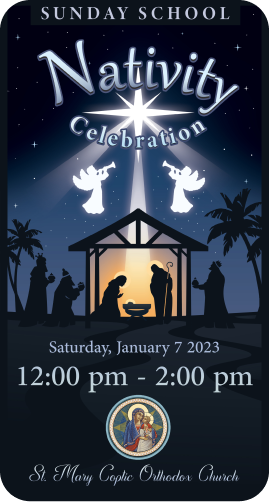 SUNDAY SCHOOL
Nativity
Celebration
Saturday, January 7 2023
12:00 pm - 2:00 pm
St. Mary Coptic Orthodox Church